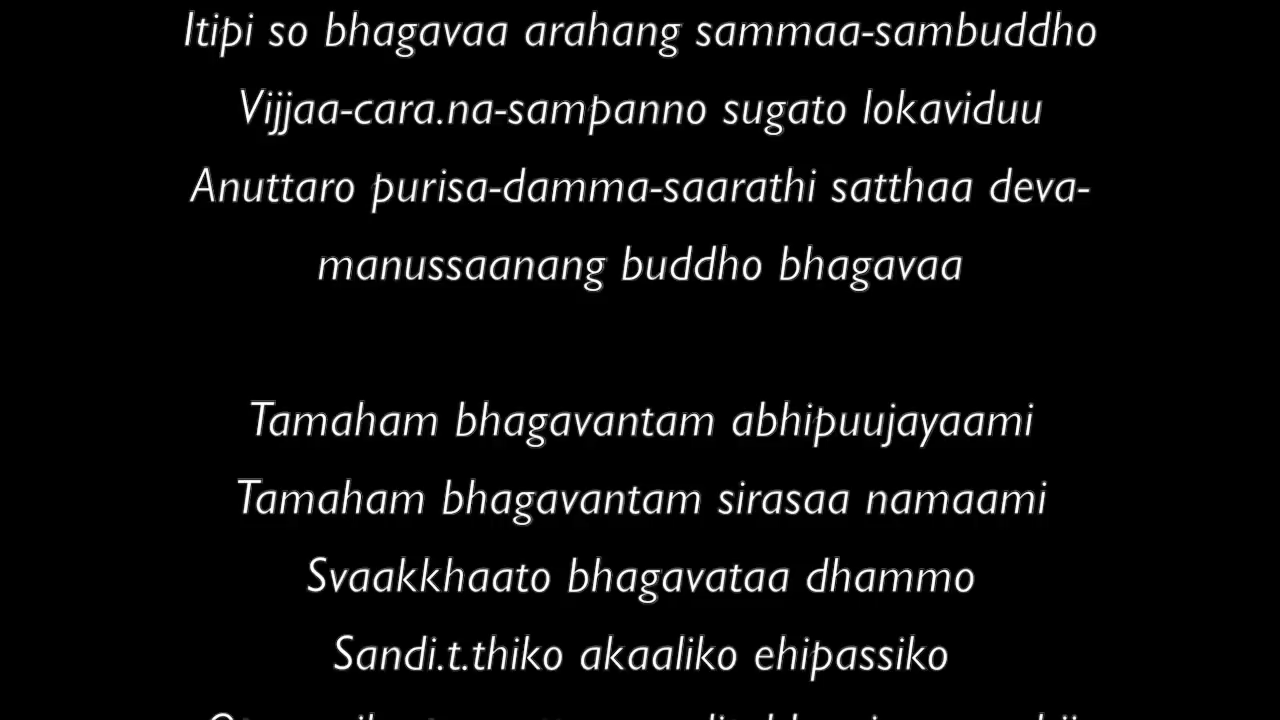 Itipi so bhagavaa arahang sammaa-sambuddho
Vijjaa-cara.na-sampanno sugato lokaviduu
Anuttaro purisa-damma-saarathi satthaa deva-
manussaanang buddho bhagavaa
Tamaham bhagavantam abhipuujayaami
Tamaham bhagavantam sirasaa namaami
Svaakkhaato bhagavataa dhammo
Sandi.t.thiko akaaliko ehipassiko